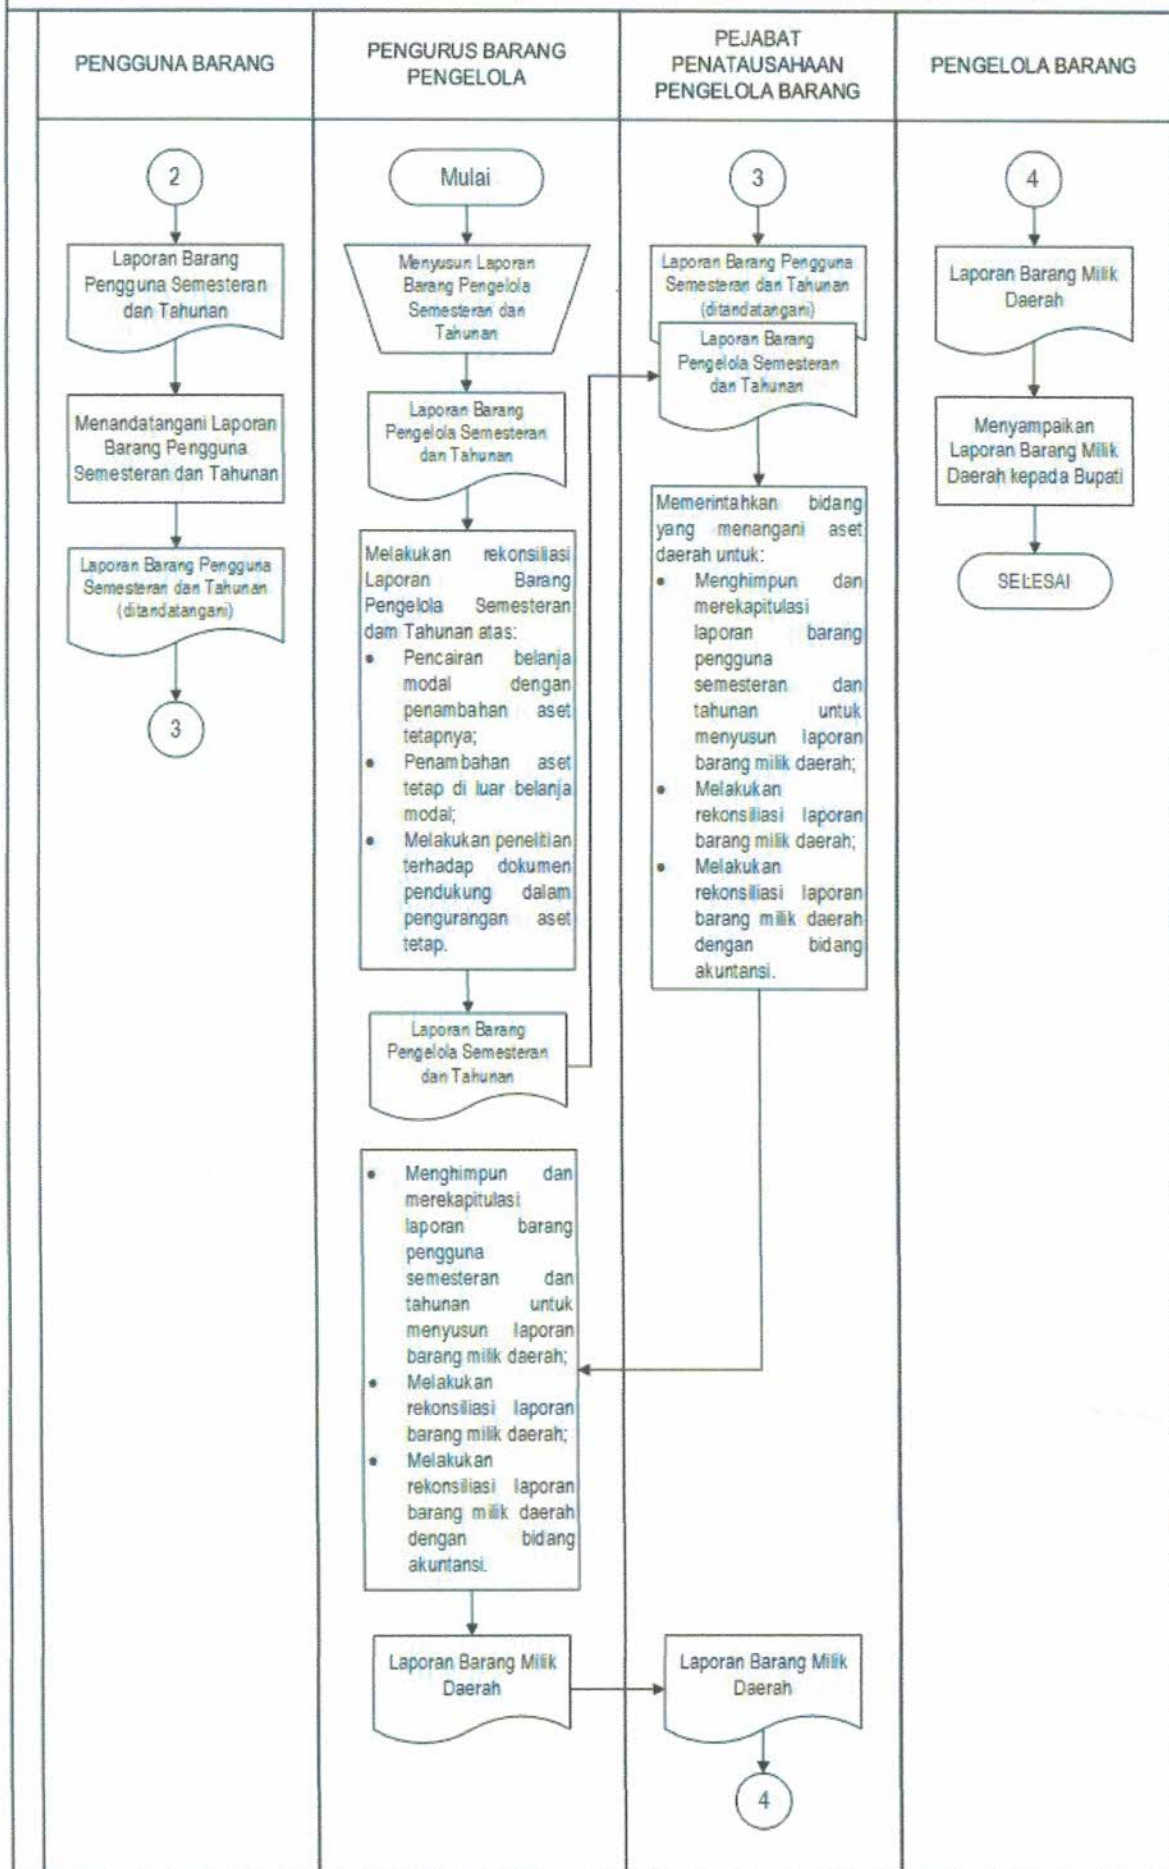 PENGGUNA BARANG
PENGURUS BARANG
PENGELOLA
PEJABAT
PENATAUSAHAAN
PENGELOLA BARANG
PENGELOLA BARANG
2
Laporan Barang
Pengguna Semesteran
dan Tahunan
Menandatangani Laporan
Barang Pengguna
Semesteran dan Tahunan
Laporan Barang Pengguna
Semesteran dan Tahunan
(ditandatangani)
3
Mulai
Menyusun Laporan
Barang Pengelola
Semesteran dan
Tahunan
Laporan Barang
Pengelola Semesteran
dan Tahunan
Melakukan rekonsiliasi
Laporan Barang
Pengelola Semesteran
dam Tahunan atas:
• Pencairan belanja
modal dengan
penambahan aset
tetapnya;
• Penambahan aset
tetap di luar belanja
modal;
• Melakukan penelitian
terhadap dokumen
pendukung dalam
pengurangan aset
tetap.
Laporan Barang
Pengelola Semesteran
dan Tahunan
• Menghimpun dan
merekapitulasi
laporan barang
pengguna
semesteran dan
tahunan untuk
menyusun laporan
barang milik daerah;
• Melakukan
rekonsiliasi laporan
barang milik daerah;
• Melakukan
rekonsiliasi laporan
barang milik daerah
dengan bidang
akuntansi.
Laporan Barang Milik
Daerah
3
Laporan Barang Pengguna
Semesteran dan Tahunan
(ditandatangani)
Laporan Barang
Pengelola Semesteran
dan Tahunan
Memerintahkan bidang
yang menangani aset
daerah untuk:
• Menghimpun dan
merekapitulasi
laporan barang
pengguna
semesteran dan
tahunan untuk
menyusun laporan
barang milik daerah;
• Melakukan
rekonsiliasi laporan
barang milik daerah;
• Melakukan
rekonsiliasi laporan
barang milik daerah
dengan bidang
akuntansi.
Laporan Barang Milik
Daerah
4
4
Laporan Barang Milik
Daerah
Menyampaikan
Laporan Barang Milik
Daerah kepada Bupati
SELESAI